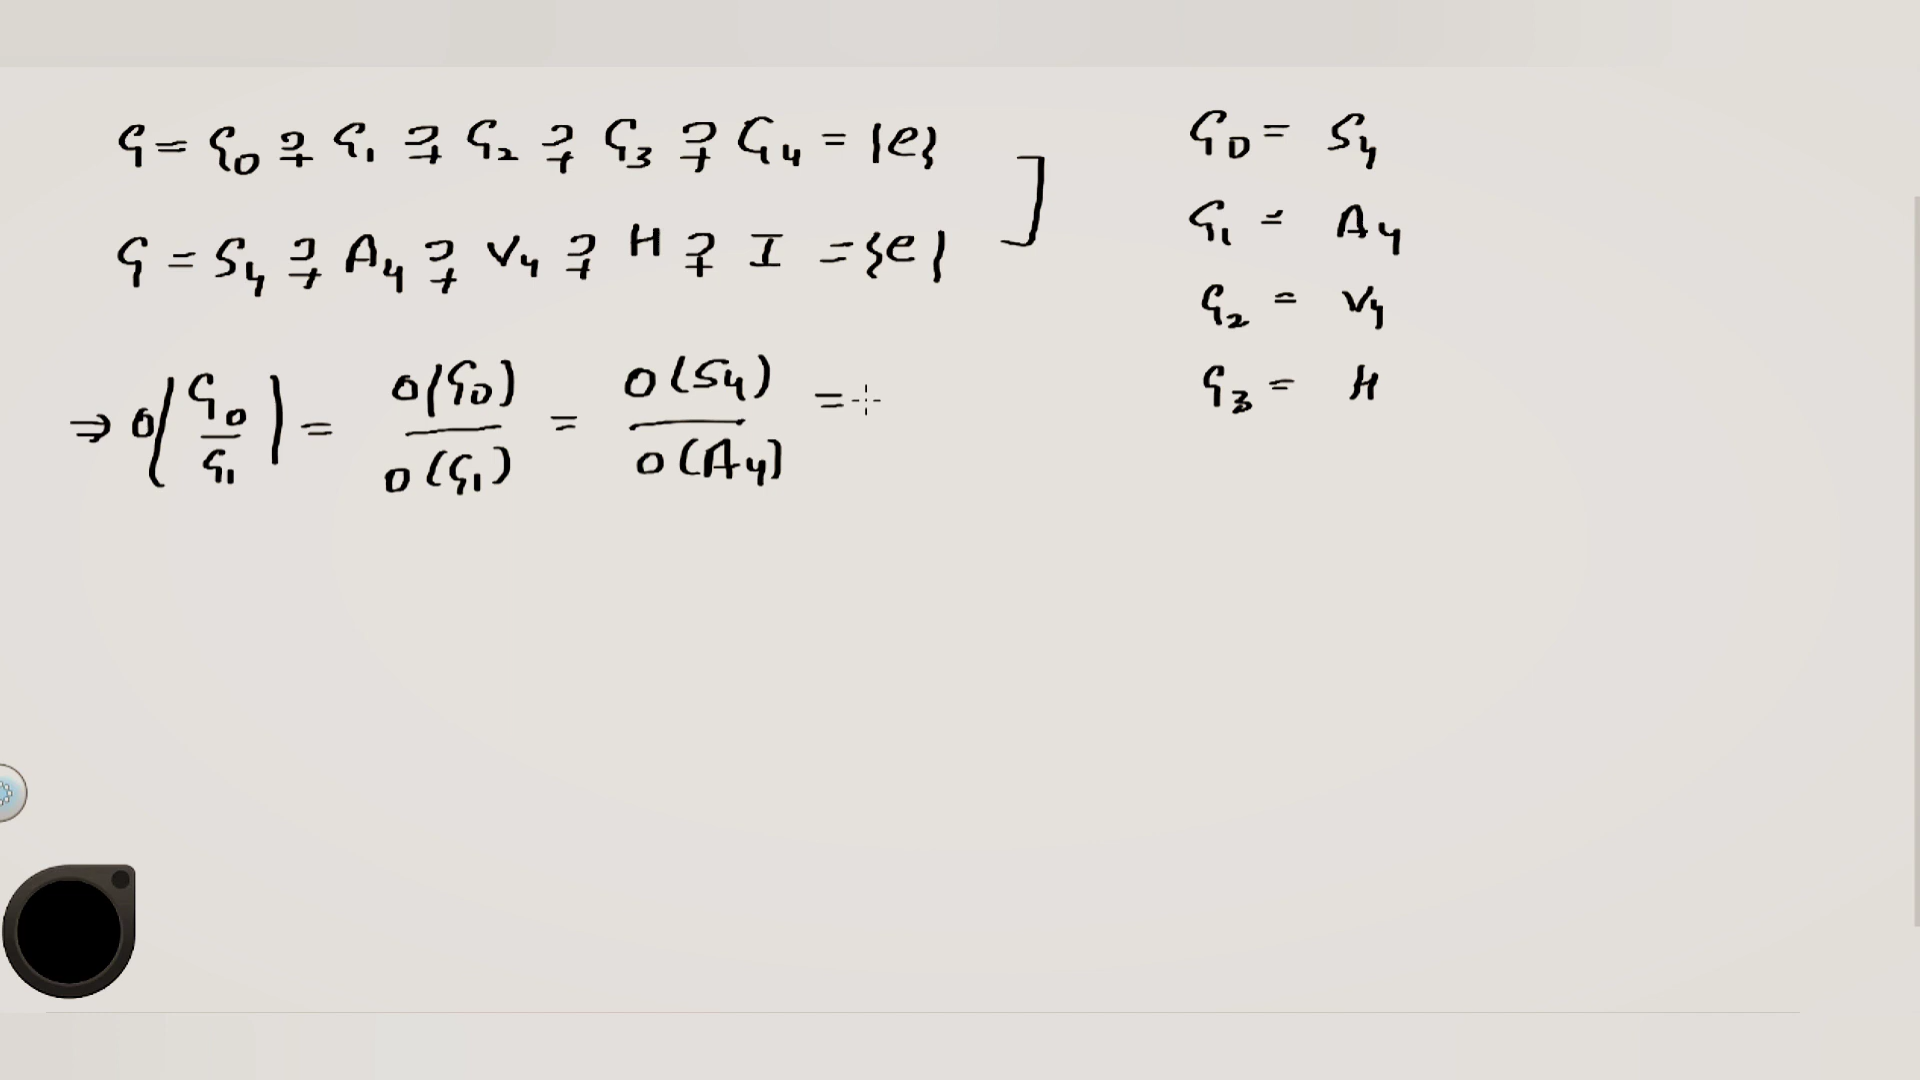 G = G₀ ⊋ G₁ ⊋ G₂ ⊋ G₃ ⊋ G₄ = {e}
G = S₄ ⊋ A₄ ⊋ V₄ ⊋ H ⊋ I = {e}
⇒ o(G₀/G₁) = o(G₀)/o(G₁) = o(S₄)/o(A₄) =
G₀ = S₄
G₁ = A₄
G₂ = V₄
G₃ = H